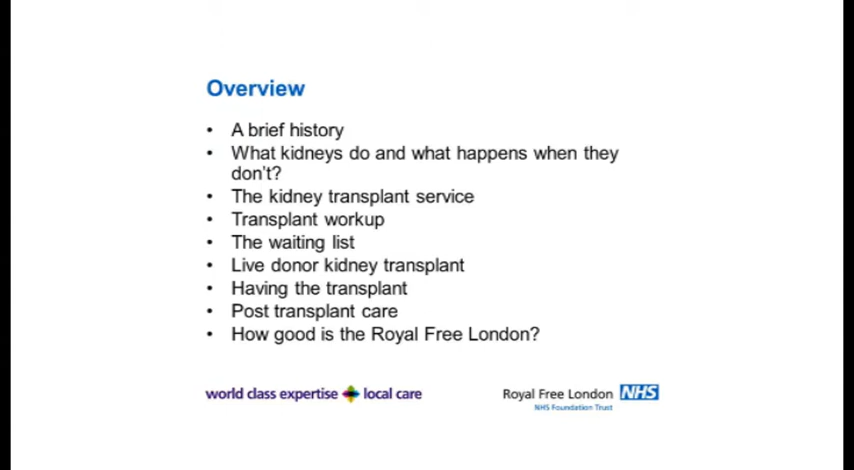 Overview
• A brief history
• What kidneys do and what happens when they
don't?
• The kidney transplant service
• Transplant workup
• The waiting list
• Live donor kidney transplant
• Having the transplant
• Post transplant care
• How good is the Royal Free London?
world class expertise local care
Royal Free London NHS
NHS Foundation Trust